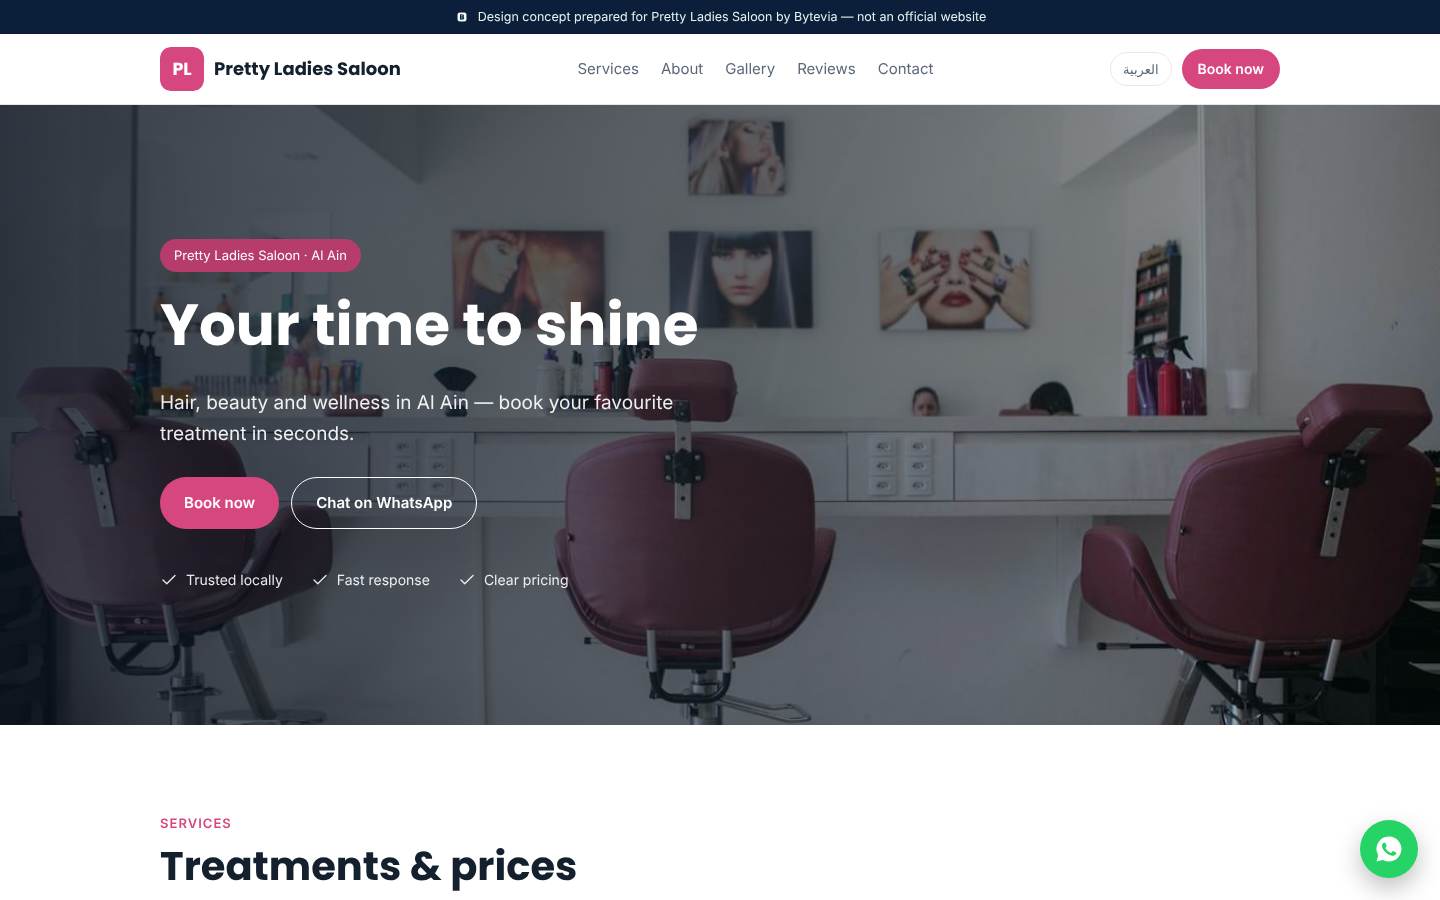 Design concept prepared for Pretty Ladies Saloon by Bytevia — not an official website
PL
Pretty Ladies Saloon
Services
About
Gallery
Reviews
Contact
العربية
Book now
Pretty Ladies Saloon · Al Ain
Your time to shine
Hair, beauty and wellness in Al Ain — book your favourite
treatment in seconds.
Book now
Chat on WhatsApp
Trusted locally
Fast response
Clear pricing
SERVICES
Treatments & prices